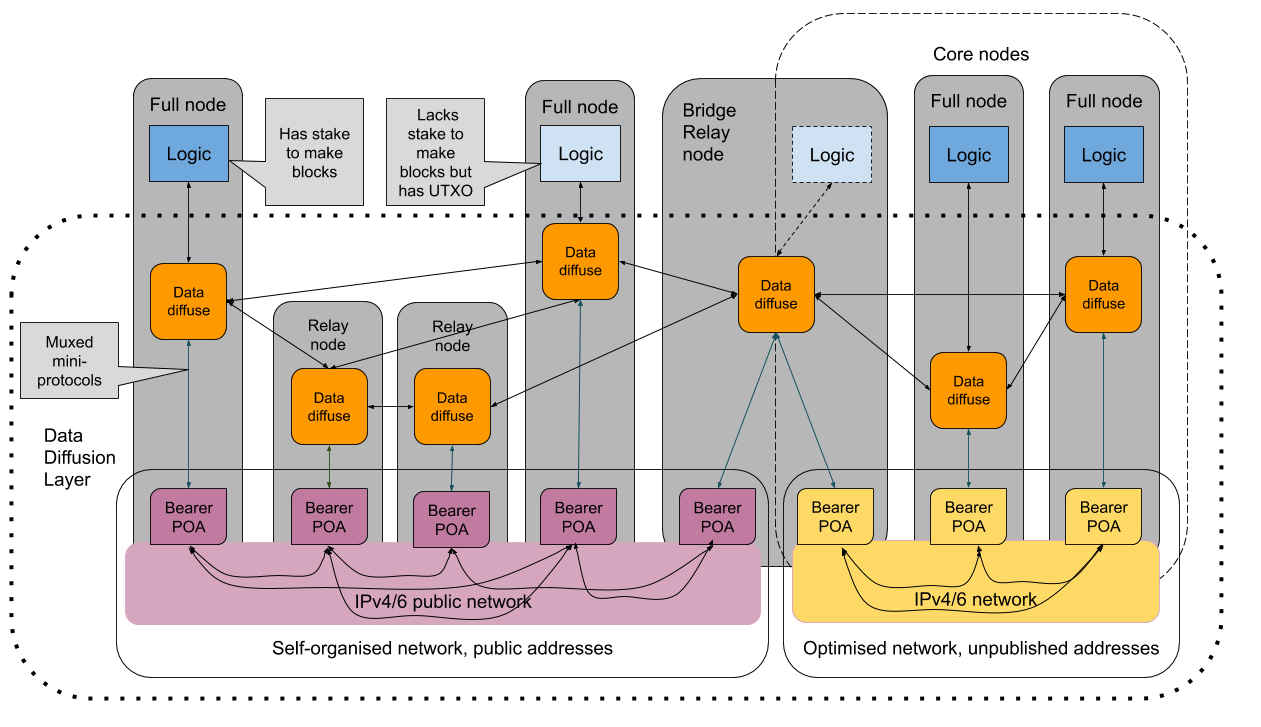 Core nodes
Full node
Logic
Has stake
to make
blocks
Lacks
stake to
make
blocks but
has UTXO
Full node
Logic
Bridge
Relay
node
Logic
Full node
Logic
Full node
Logic
Data
diffuse
Data
diffuse
Data
diffuse
Data
diffuse
Relay
node
Relay
node
Muxed
mini-
protocols
Data
diffuse
Data
diffuse
Data
diffuse
Data
Diffusion
Layer
Bearer
POA
Bearer
POA
Bearer
POA
Bearer
POA
Bearer
POA
Bearer
POA
Bearer
POA
Bearer
POA
IPv4/6 public network
IPv4/6 network
Self-organised network, public addresses
Optimised network, unpublished addresses